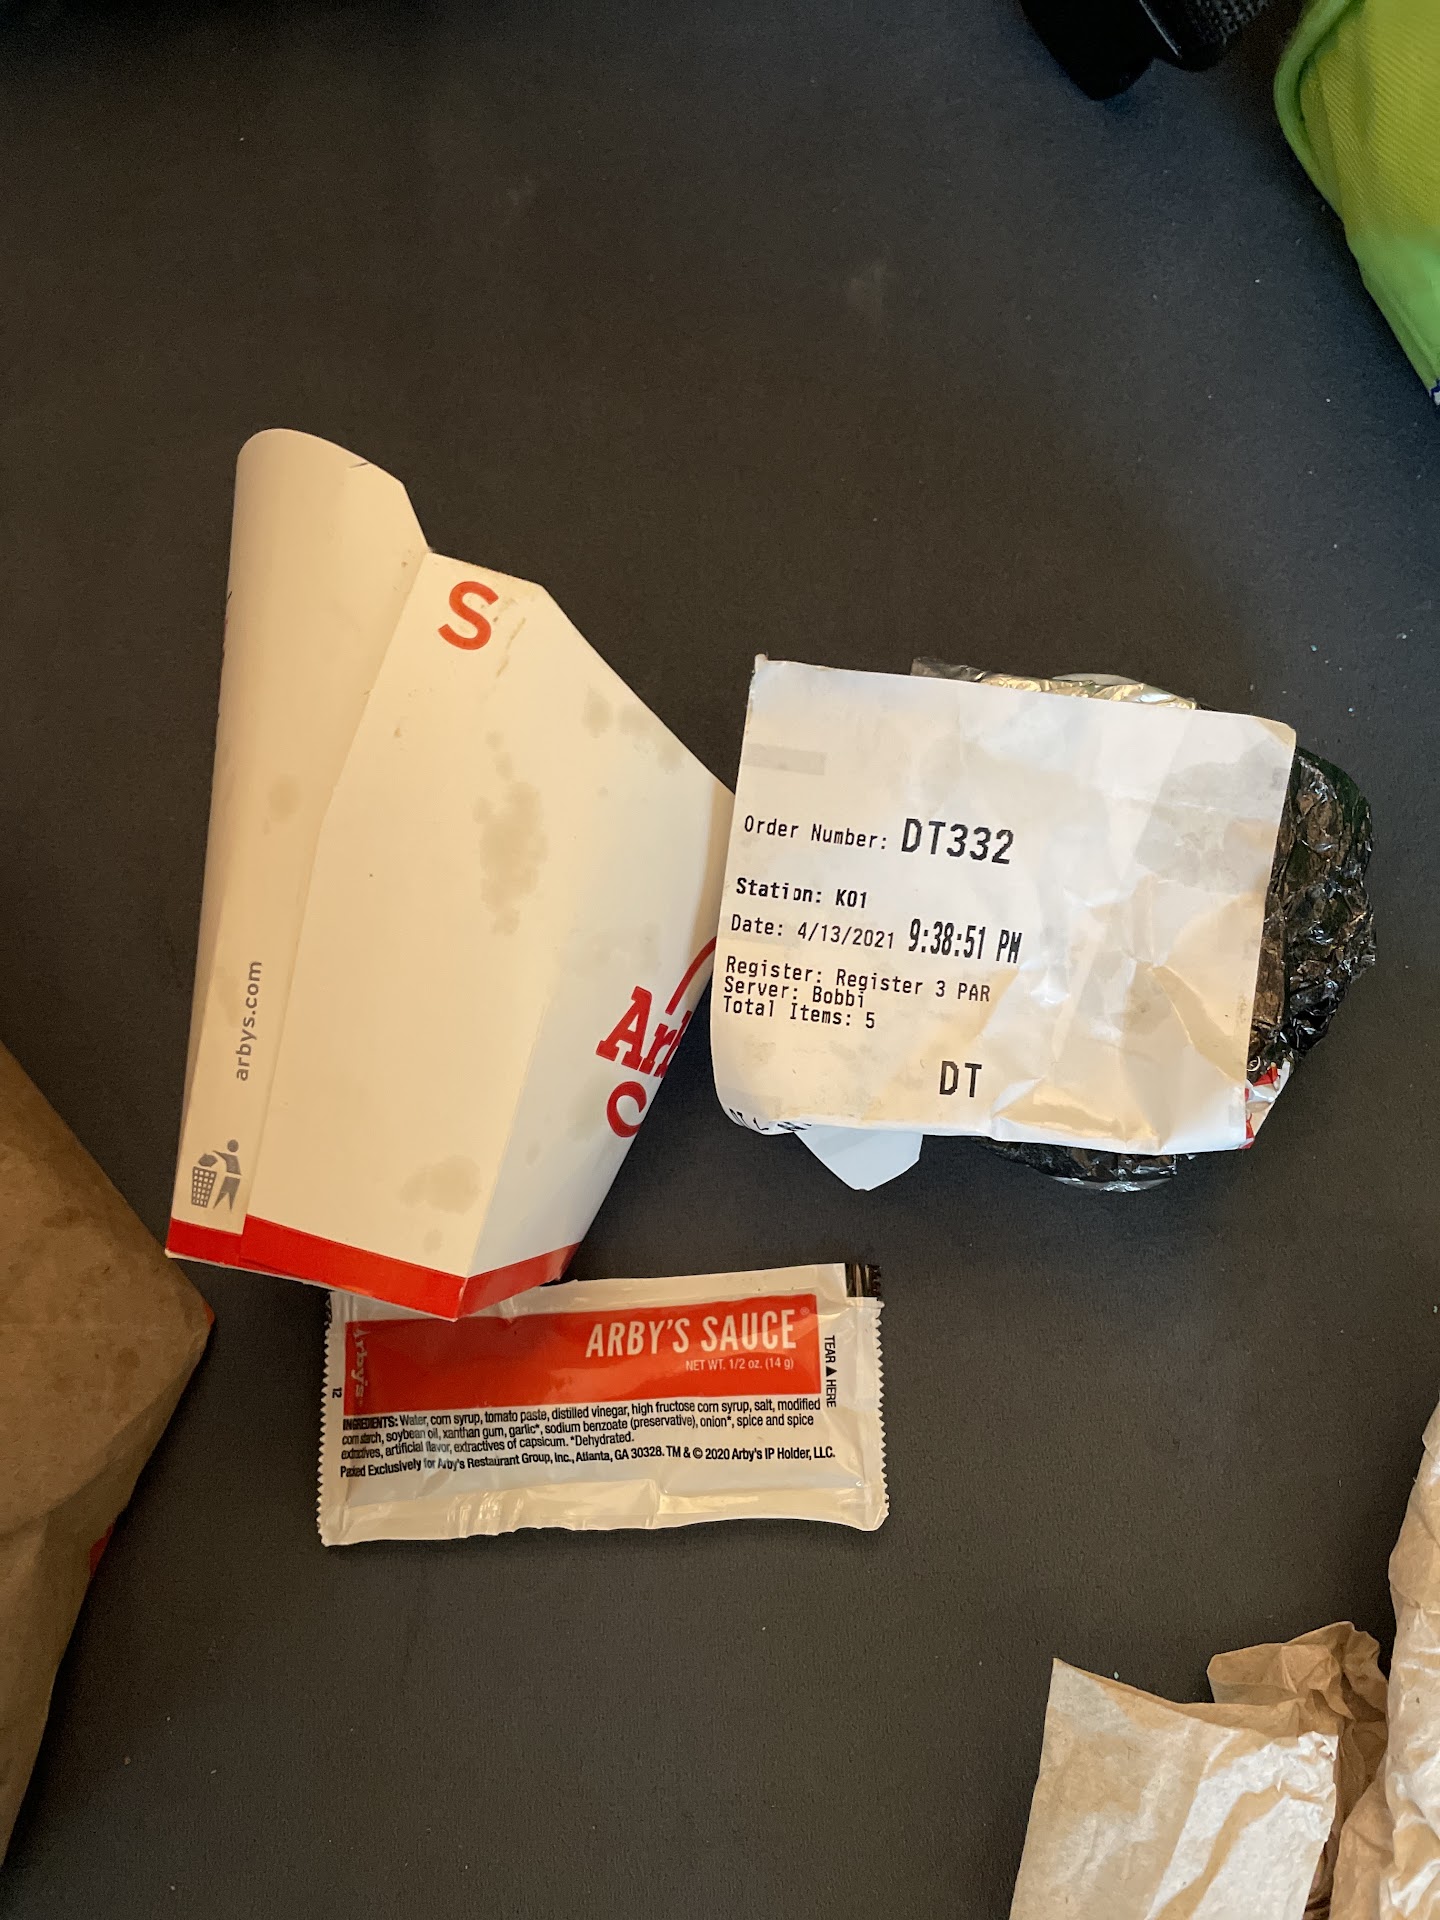 S
arbys.com
Order Number: DT332
Station: K01
Date: 4/13/2021 9:38:51 PM
Register: Register 3 PAR
Server: Bobbi
Total Items: 5
DT
Arby's
ARBY'S SAUCE®
NET WT. 1/2 oz. (14 g)
TEAR ▲ HERE
12
INGREDIENTS: Water, corn syrup, tomato paste, distilled vinegar, high fructose corn syrup, salt, modified
corn starch, soybean oil, xanthan gum, garlic*, sodium benzoate (preservative), onion*, spice and spice
extractives, artificial flavor, extractives of capsicum. *Dehydrated.
Packed Exclusively for Arby's Restaurant Group, Inc., Atlanta, GA 30328. TM & © 2020 Arby's IP Holder, LLC.